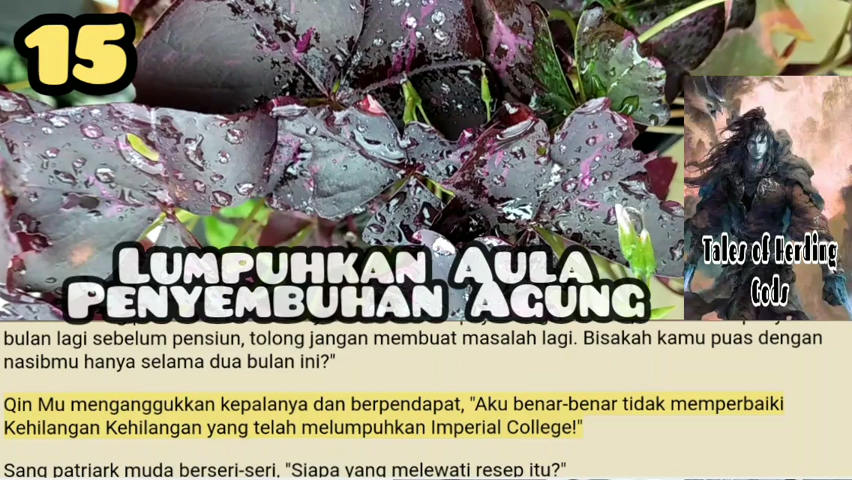 15
Tales of Herding
Gods
LUMPUHKAN AULA
PENYEMBUHAN AGUNG
bulan lagi sebelum pensiun, tolong jangan membuat masalah lagi. Bisakah kamu puas dengan
nasibmu hanya selama dua bulan ini?"
Qin Mu menganggukkan kepalanya dan berpendapat, "Aku benar-benar tidak memperbaiki
Kehilangan Kehilangan yang telah melumpuhkan Imperial College!"
Sang patriark muda berseri-seri, "Siapa yang melewati resep itu?"